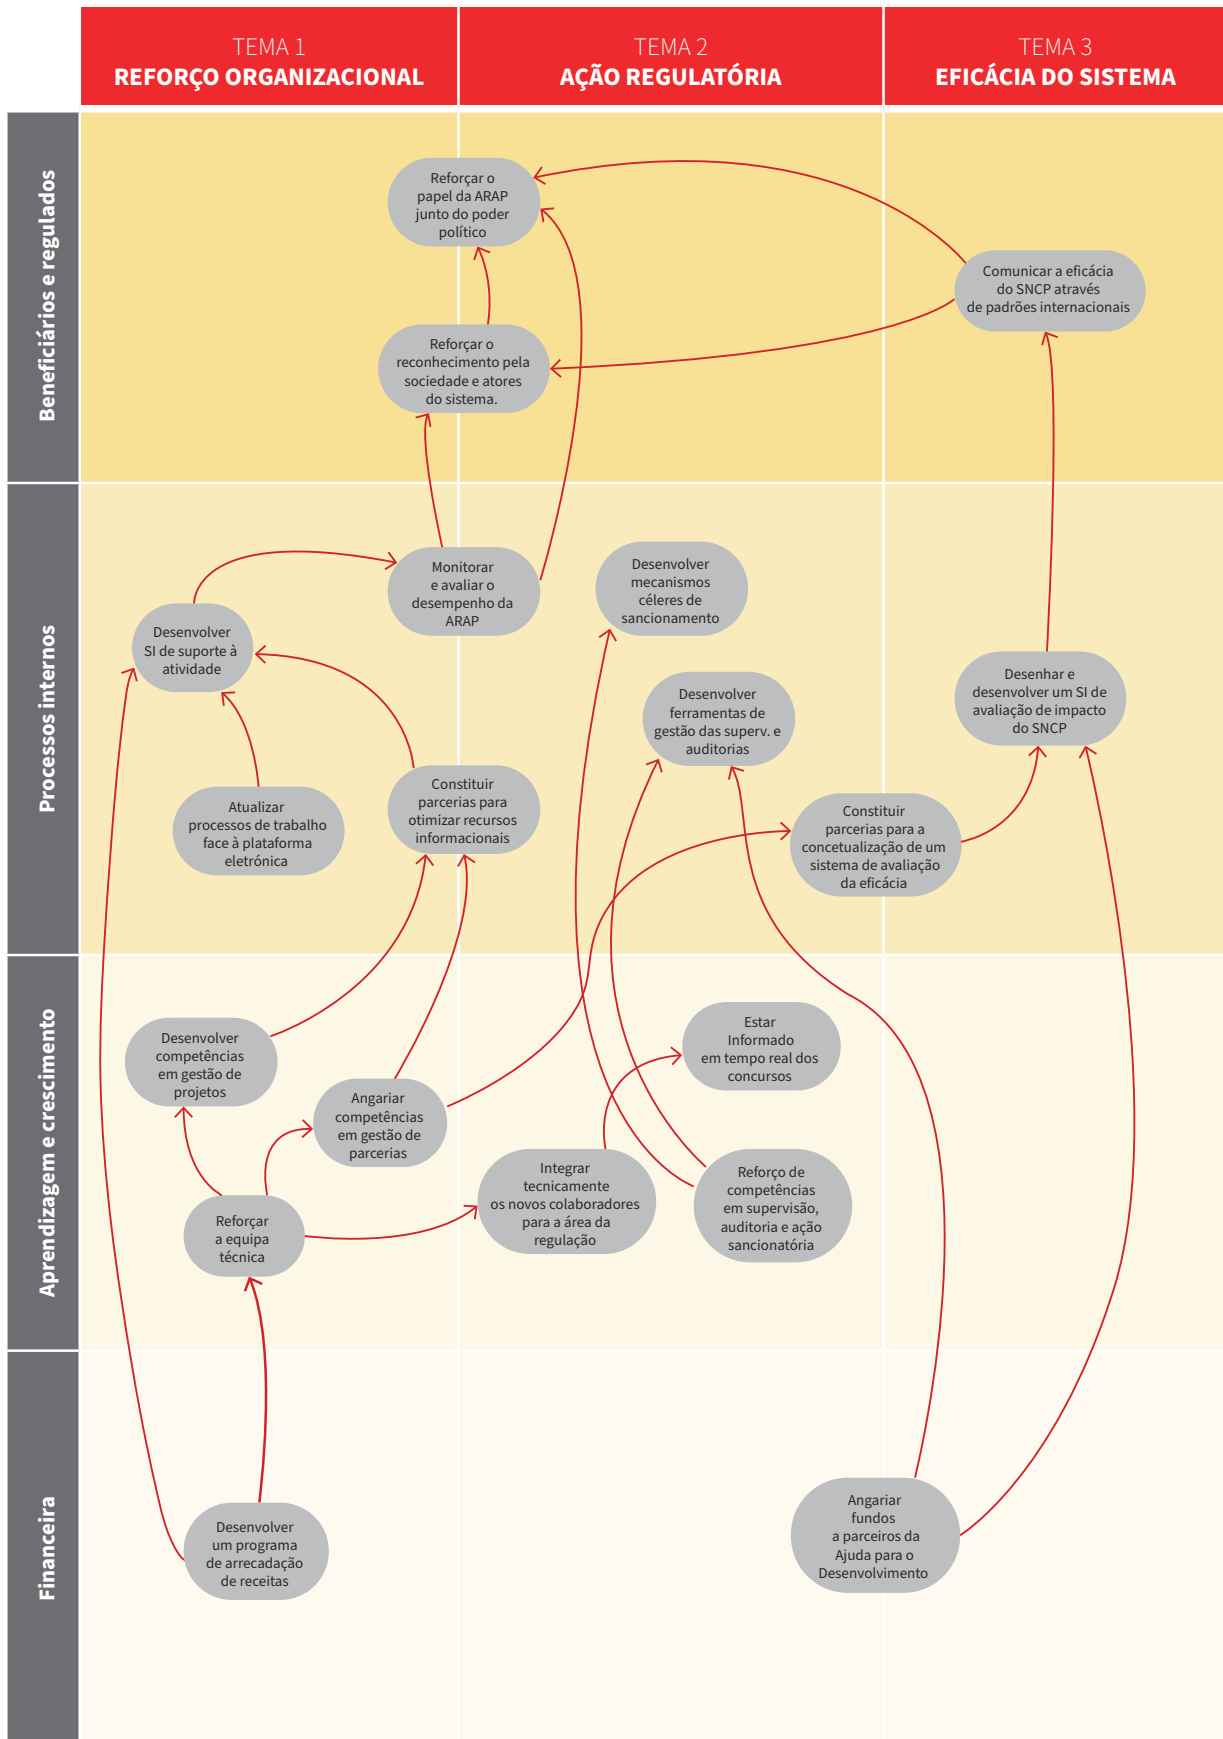 TEMA 1
REFORÇO ORGANIZACIONAL
TEMA 2
AÇÃO REGULATÓRIA
TEMA 3
EFICÁCIA DO SISTEMA
Beneficiários e regulados
Reforçar o
papel da ARAP
junto do poder
político
Comunicar a eficácia
do SNCP através
de padrões internacionais
Reforçar o
reconhecimento pela
sociedade e atores
do sistema.
Processos internos
Monitorar
e avaliar o
desempenho da
ARAP
Desenvolver
mecanismos
céleres de
sancionamento
Desenvolver
SI de suporte à
atividade
Desenvolver
ferramentas de
gestão das superv. e
auditorias
Desenhar e
desenvolver um SI de
avaliação de impacto
do SNCP
Atualizar
processos de trabalho
face à plataforma
eletrónica
Constituir
parcerias para
otimizar recursos
informacionais
Constituir
parcerias para a
concetualização de um
sistema de avaliação
da eficácia
Aprendizagem e crescimento
Desenvolver
competências
em gestão de
projetos
Estar
Informado
em tempo real dos
concursos
Angariar
competências
em gestão de
parcerias
Integrar
tecnicamente
os novos colaboradores
para a área da
regulação
Reforço de
competências
em supervisão,
auditoria e ação
sancionatória
Reforçar
a equipa
técnica
Financeira
Desenvolver
um programa
de arrecadação
de receitas
Angariar
fundos
a parceiros da
Ajuda para o
Desenvolvimento